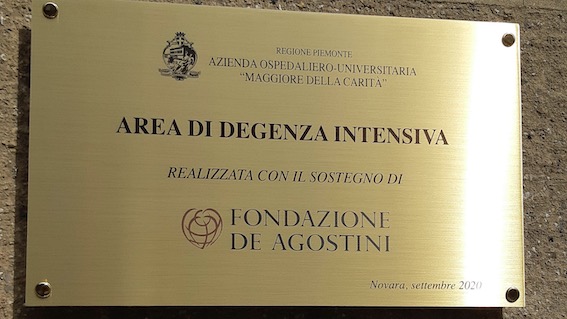 REGIONE PIEMONTE
AZIENDA OSPEDALIERO-UNIVERSITARIA
“MAGGIORE DELLA CARITÀ”
AREA DI DEGENZA INTENSIVA
REALIZZATA CON IL SOSTEGNO DI
FONDAZIONE
DE AGOSTINI
Novara, settembre 2020